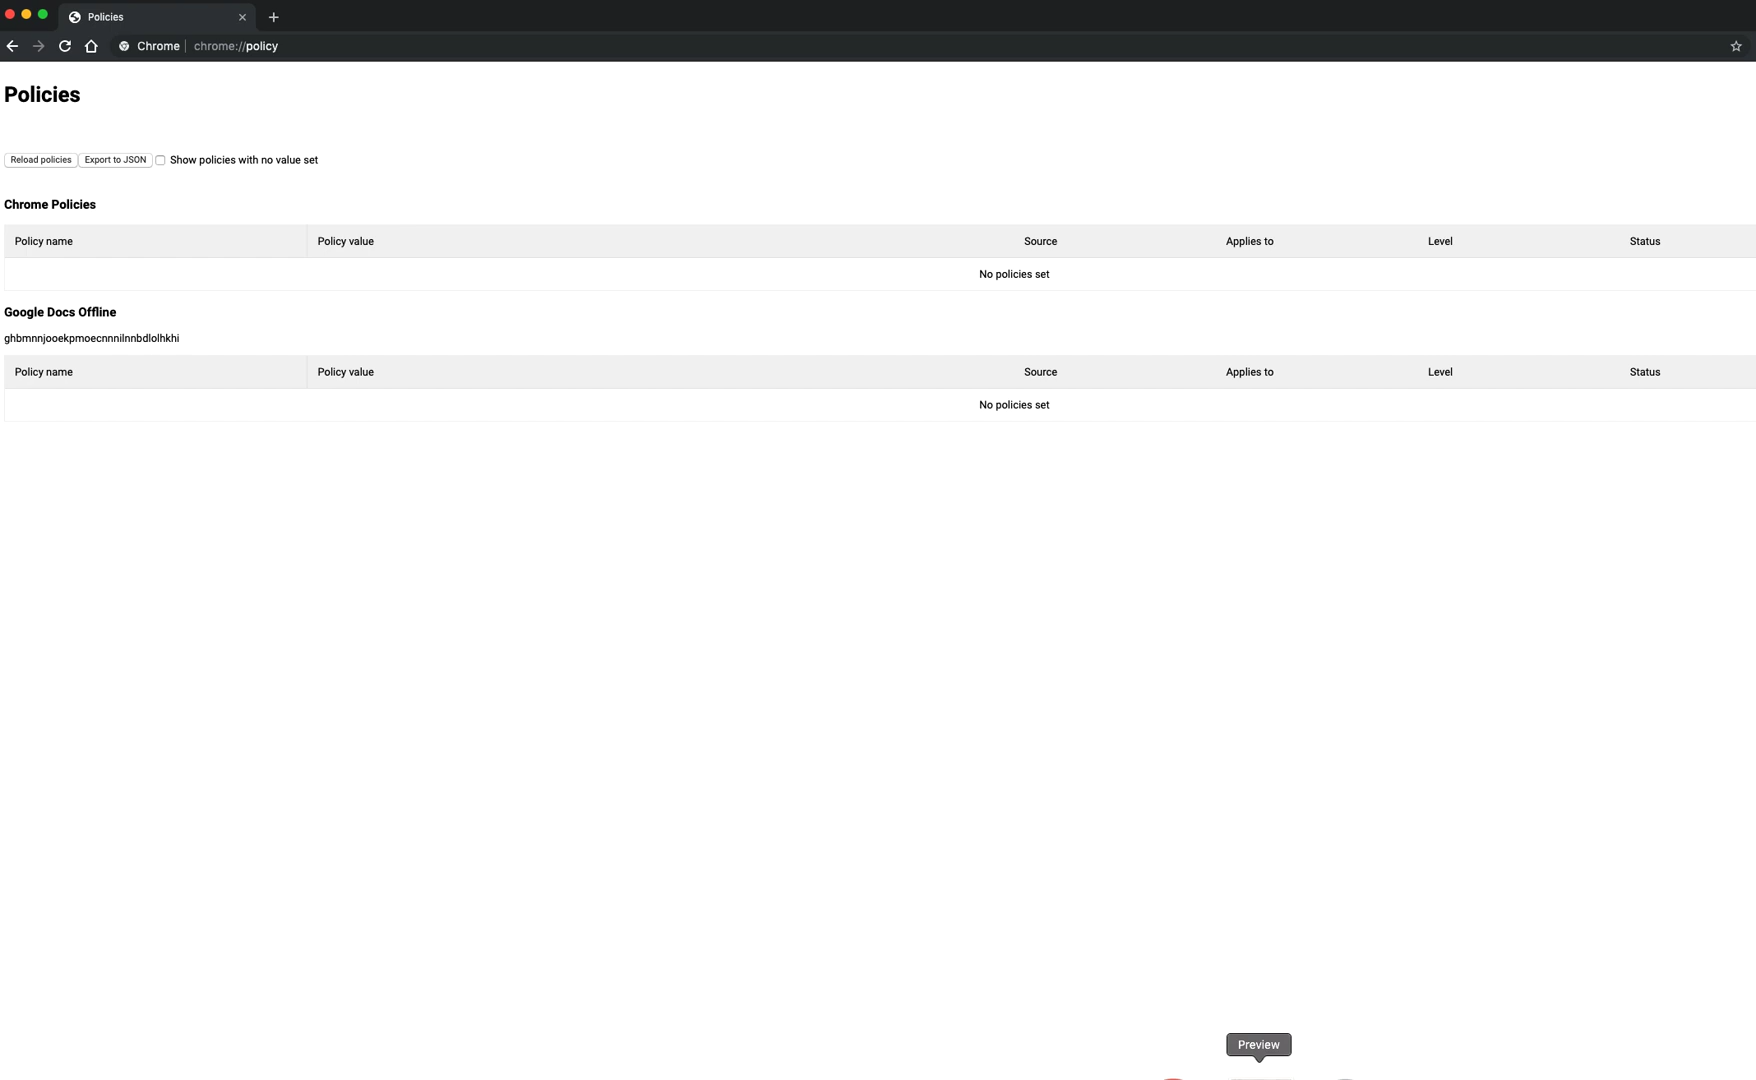 Policies
Chrome | chrome://policy
Policies
Reload policies Export to JSON Show policies with no value set
Chrome Policies
Policy name Policy value Source Applies to Level Status
No policies set
Google Docs Offline
ghbmnnjooekpmoecnnnilnnbdlolhkhi
Policy name Policy value Source Applies to Level Status
No policies set
Preview